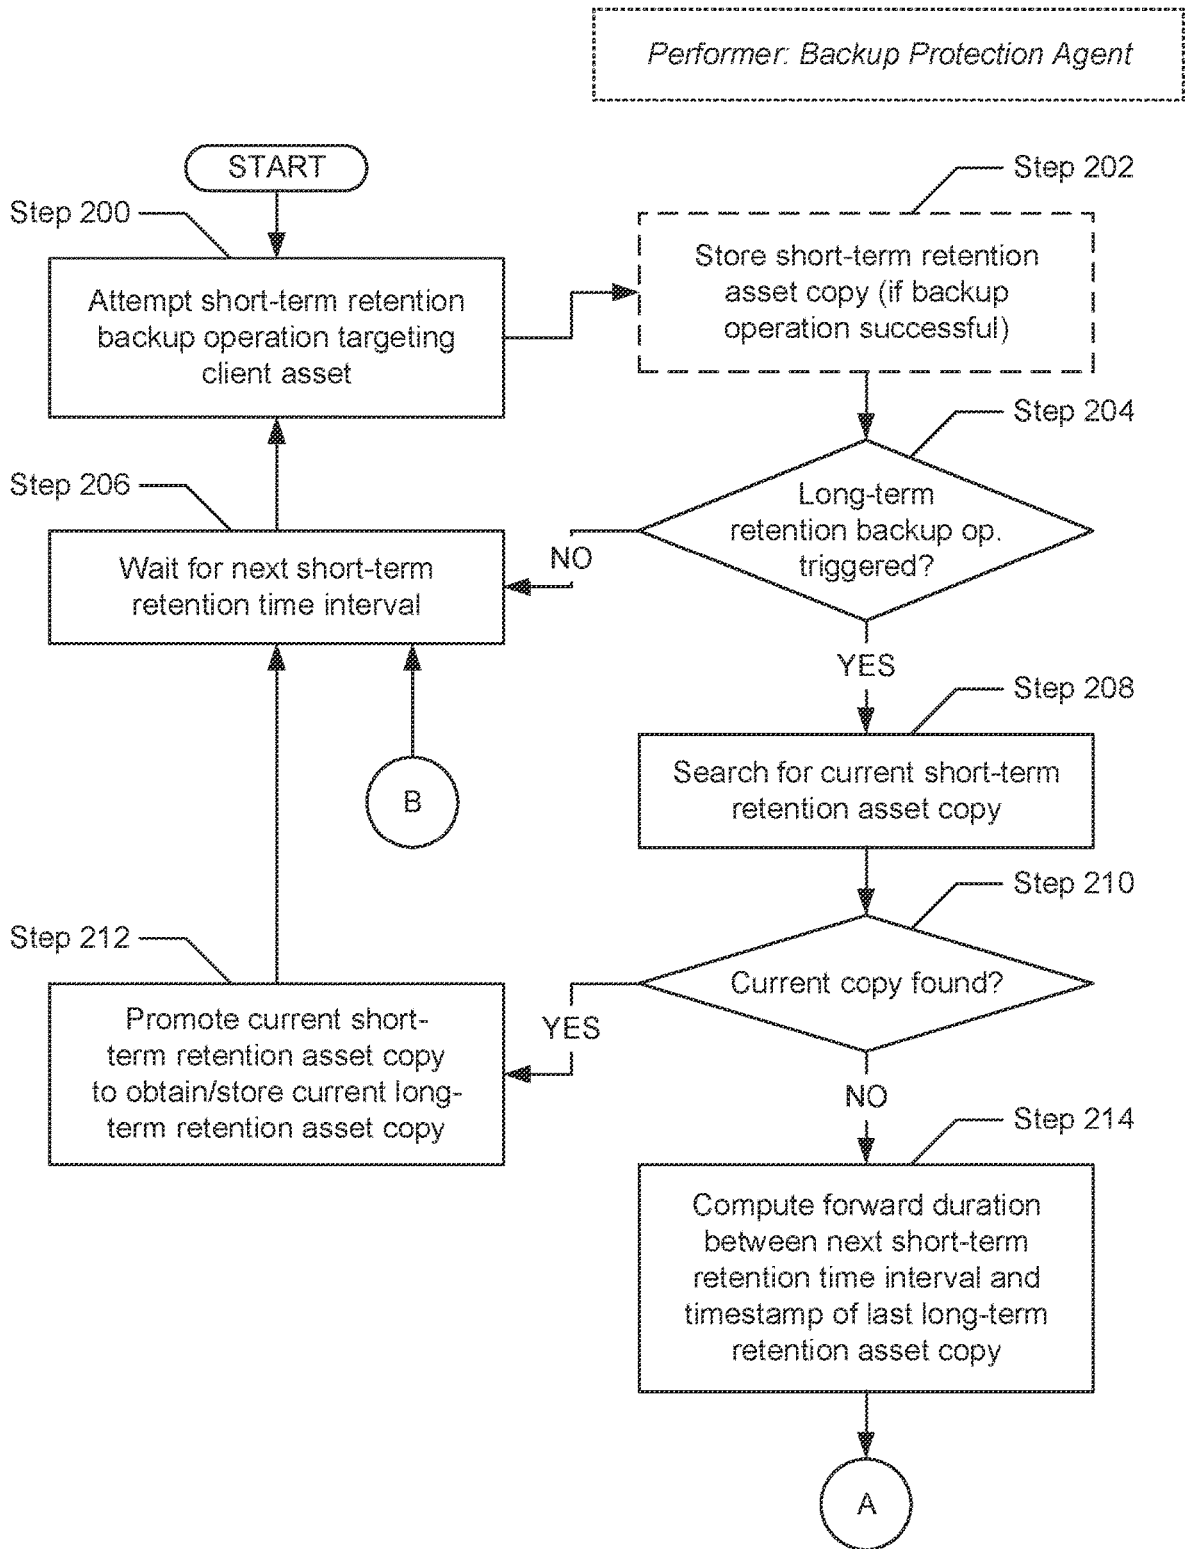 Performer: Backup Protection Agent
START
Step 200
Attempt short-term retention
backup operation targeting
client asset
Step 202
Store short-term retention
asset copy (if backup
operation successful)
Step 204
Long-term
retention backup op.
triggered?
NO
YES
Step 206
Wait for next short-term
retention time interval
B
Step 208
Search for current short-term
retention asset copy
Step 210
Current copy found?
YES
NO
Step 212
Promote current short-
term retention asset copy
to obtain/store current long-
term retention asset copy
Step 214
Compute forward duration
between next short-term
retention time interval and
timestamp of last long-term
retention asset copy
A